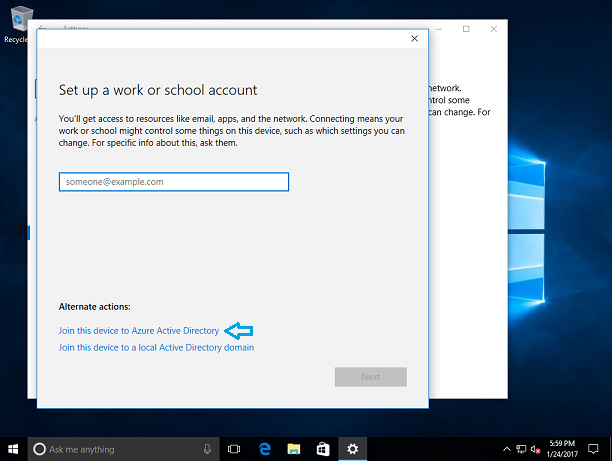 Recycle
Settings
Set up a work or school account
You'll get access to resources like email, apps, and the network. Connecting means your
work or school might control some things on this device, such as which settings you can
change. For specific info about this, ask them.
network.
ntrol some
can change. For
someone@example.com
Alternate actions:
Join this device to Azure Active Directory
Join this device to a local Active Directory domain
Next
Ask me anything
5:59 PM
1/24/2017